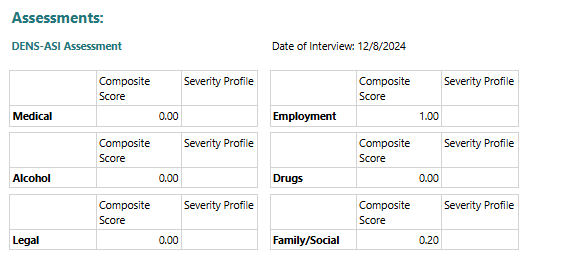 Assessments:
DENS-ASI Assessment Date of Interview: 12/8/2024
Composite Score Severity Profile Composite Score Severity Profile
Medical 0.00 Employment 1.00
Composite Score Severity Profile Composite Score Severity Profile
Alcohol 0.00 Drugs 0.00
Composite Score Severity Profile Composite Score Severity Profile
Legal 0.00 Family/Social 0.20